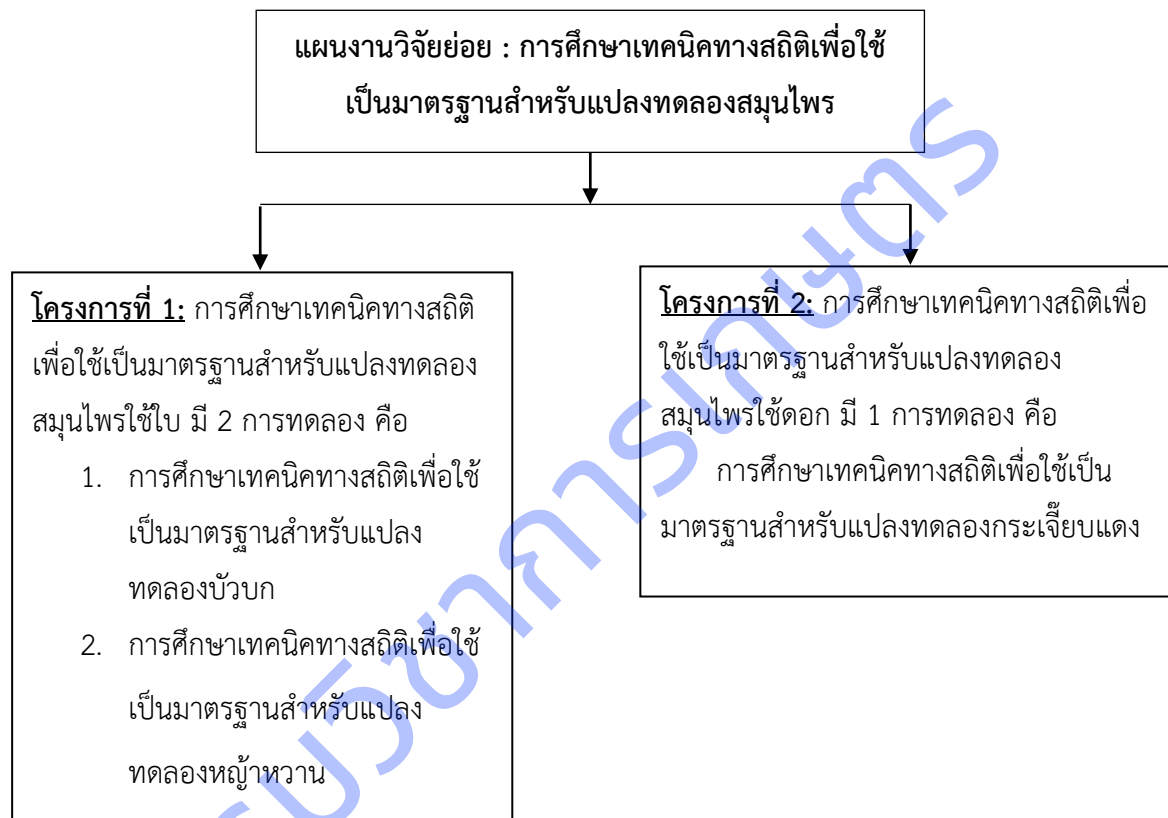 แผนงานวิจัยย่อย : การศึกษาเทคนิคทางสถิติเพื่อใช้
เป็นมาตรฐานสำหรับแปลงทดลองสมุนไพร
โครงการที่ 1: การศึกษาเทคนิคทางสถิติ
เพื่อใช้เป็นมาตรฐานสำหรับแปลงทดลอง
สมุนไพรใช้ใบ มี 2 การทดลอง คือ
1. การศึกษาเทคนิคทางสถิติเพื่อใช้
เป็นมาตรฐานสำหรับแปลง
ทดลองบัวบก
2. การศึกษาเทคนิคทางสถิติเพื่อใช้
เป็นมาตรฐานสำหรับแปลง
ทดลองหญ้าหวาน
โครงการที่ 2: การศึกษาเทคนิคทางสถิติเพื่อ
ใช้เป็นมาตรฐานสำหรับแปลงทดลอง
สมุนไพรใช้ดอก มี 1 การทดลอง คือ
การศึกษาเทคนิคทางสถิติเพื่อใช้เป็น
มาตรฐานสำหรับแปลงทดลองกระเจี๊ยบแดง
วิชาการเกษตร